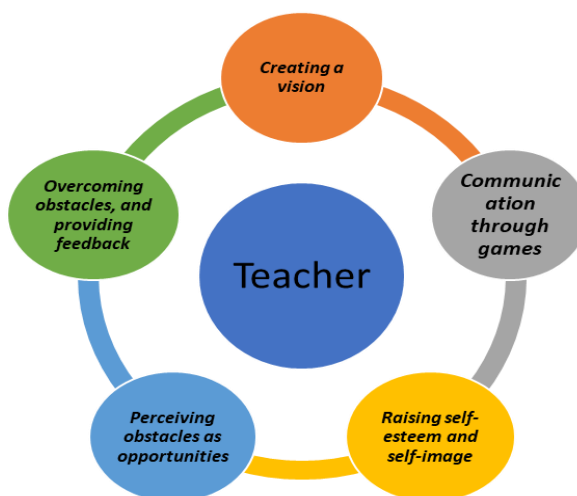 Creating a
vision
Communic
ation
through
games
Raising self-
esteem and
self-image
Perceiving
obstacles as
opportunities
Overcoming
obstacles, and
providing
feedback
Teacher